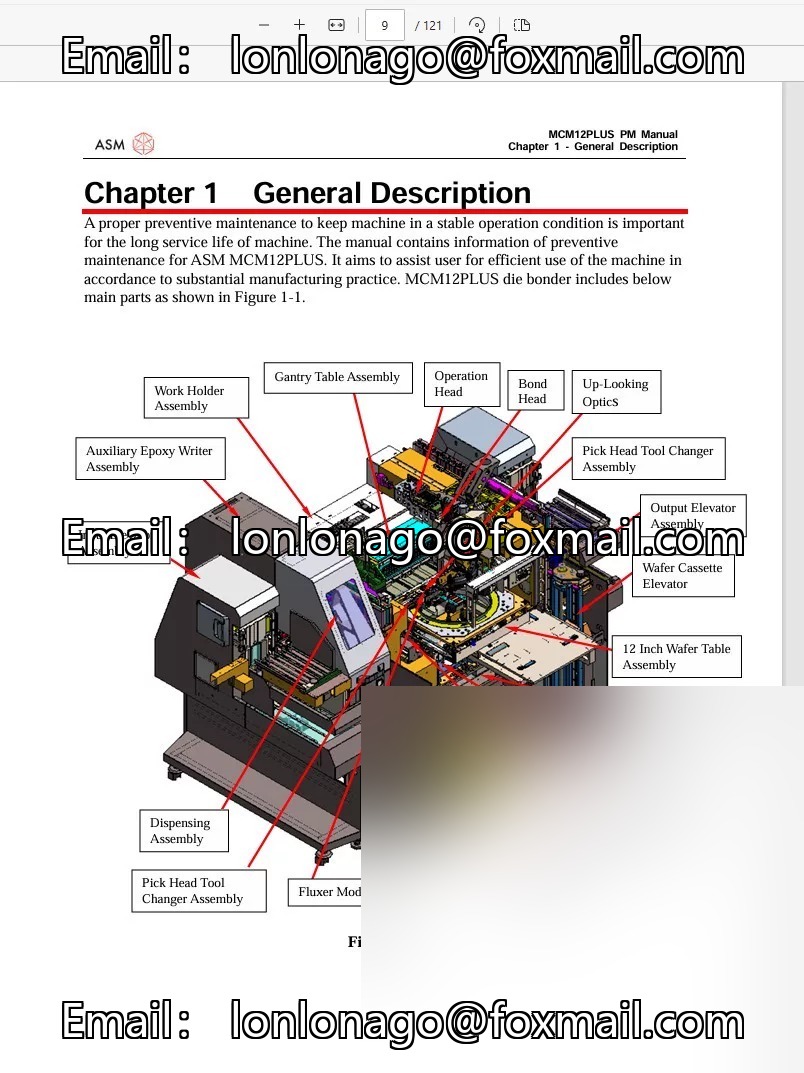 9 / 121
Email： lonlonago@foxmail.com
ASM
MCM12PLUS PM Manual
Chapter 1 - General Description
Chapter 1 General Description
A proper preventive maintenance to keep machine in a stable operation condition is important
for the long service life of machine. The manual contains information of preventive
maintenance for ASM MCM12PLUS. It aims to assist user for efficient use of the machine in
accordance to substantial manufacturing practice. MCM12PLUS die bonder includes below
main parts as shown in Figure 1-1.
Gantry Table Assembly
Operation
Head
Bond
Head
Up-Looking
Optics
Work Holder
Assembly
Auxiliary Epoxy Writer
Assembly
Pick Head Tool Changer
Assembly
Output Elevator
Assembly
Email： lonlonago@foxmail.com
Wafer Cassette
Elevator
12 Inch Wafer Table
Assembly
Dispensing
Assembly
Pick Head Tool
Changer Assembly
Fluxer Mod
Fi
Email： lonlonago@foxmail.com